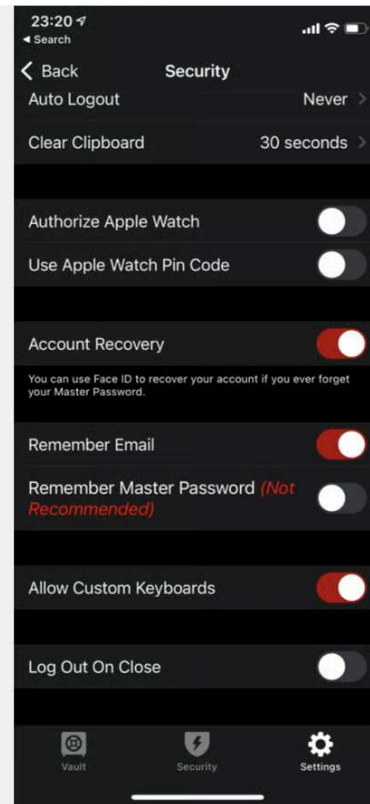 23:20
Search
Back Security
Auto Logout Never
Clear Clipboard 30 seconds
Authorize Apple Watch
Use Apple Watch Pin Code
Account Recovery
You can use Face ID to recover your account if you ever forget
your Master Password.
Remember Email
Remember Master Password (Not
Recommended)
Allow Custom Keyboards
Log Out On Close
Vault Security Settings